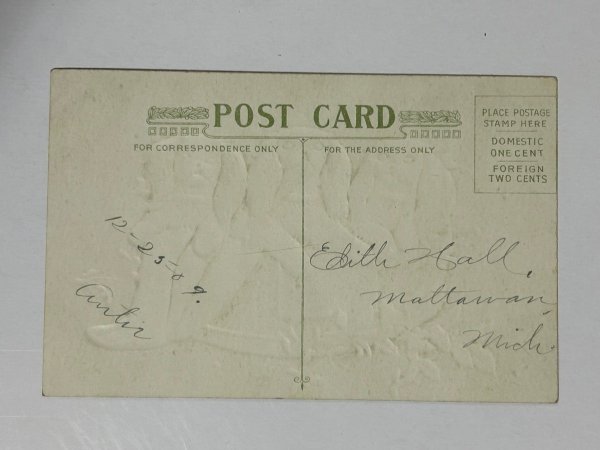 POST CARD
FOR CORRESPONDENCE ONLY
FOR THE ADDRESS ONLY
PLACE POSTAGE
STAMP HERE
DOMESTIC
ONE CENT
FOREIGN
TWO CENTS
12-25-09.
Edith Hall,
Mattawan,
Mich.